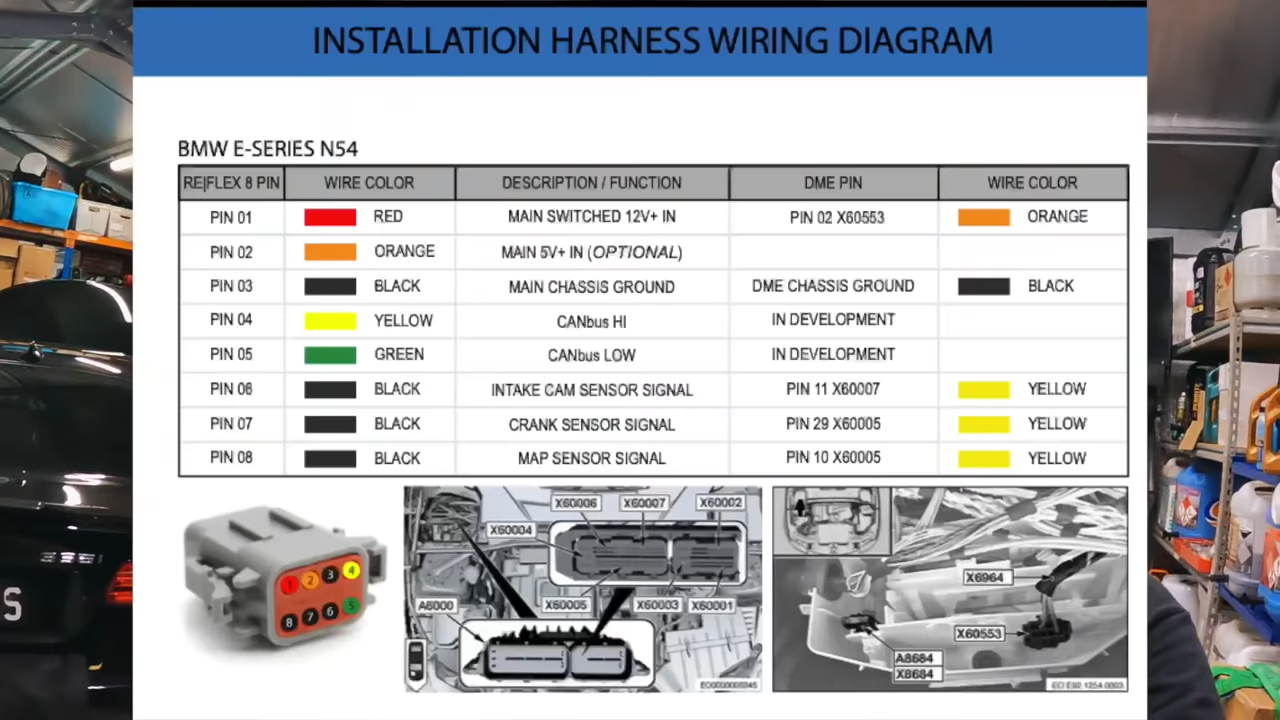 INSTALLATION HARNESS WIRING DIAGRAM
BMW E-SERIES N54
RE|FLEX 8 PIN WIRE COLOR DESCRIPTION / FUNCTION DME PIN WIRE COLOR
PIN 01 RED MAIN SWITCHED 12V+ IN PIN 02 X60553 ORANGE
PIN 02 ORANGE MAIN 5V+ IN (OPTIONAL)
PIN 03 BLACK MAIN CHASSIS GROUND DME CHASSIS GROUND BLACK
PIN 04 YELLOW CANbus HI IN DEVELOPMENT
PIN 05 GREEN CANbus LOW IN DEVELOPMENT
PIN 06 BLACK INTAKE CAM SENSOR SIGNAL PIN 11 X60007 YELLOW
PIN 07 BLACK CRANK SENSOR SIGNAL PIN 29 X60005 YELLOW
PIN 08 BLACK MAP SENSOR SIGNAL PIN 10 X60005 YELLOW
1 2 3 4
8 7 6 5
X60006 X60007 X60002
X60004
A6000 X60005 X60003 X60001
X6964
X60553
A8684
X8684
S